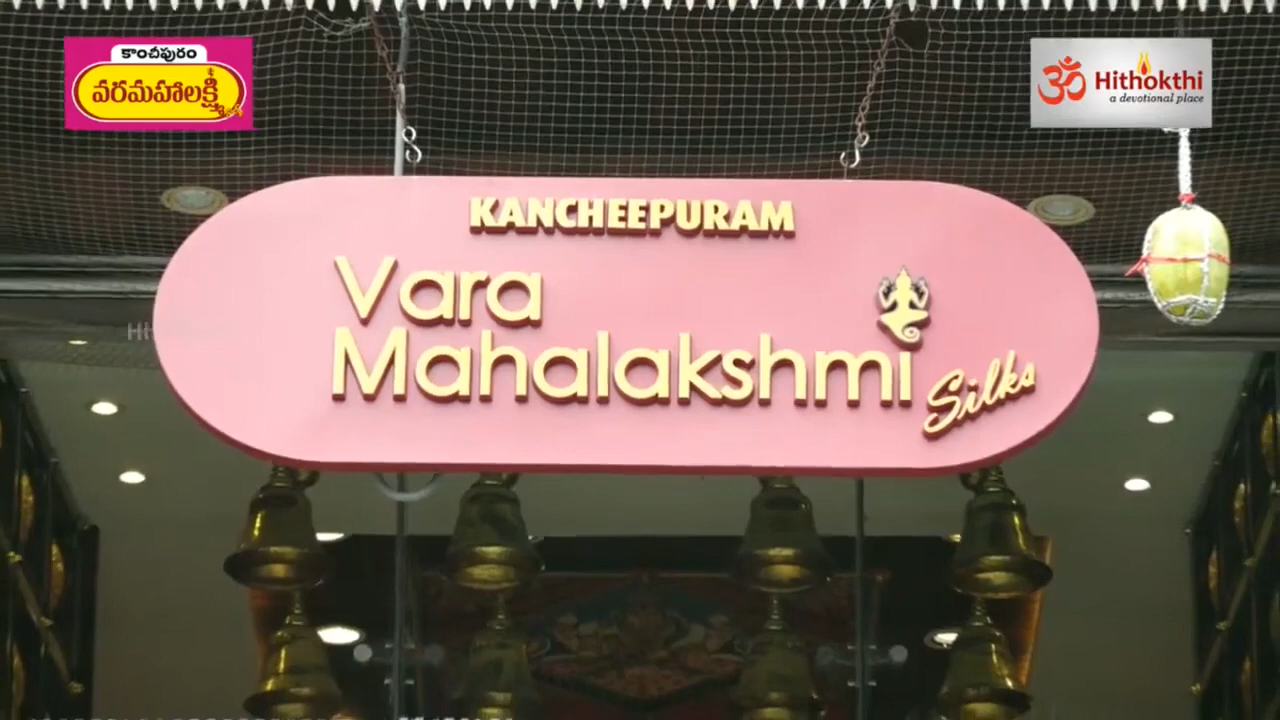 కాంచీపురం
వరమహాలక్ష్మి
ॐ Hithokthi
a devotional place
KANCHEEPURAM
Vara
Mahalakshmi
Silks